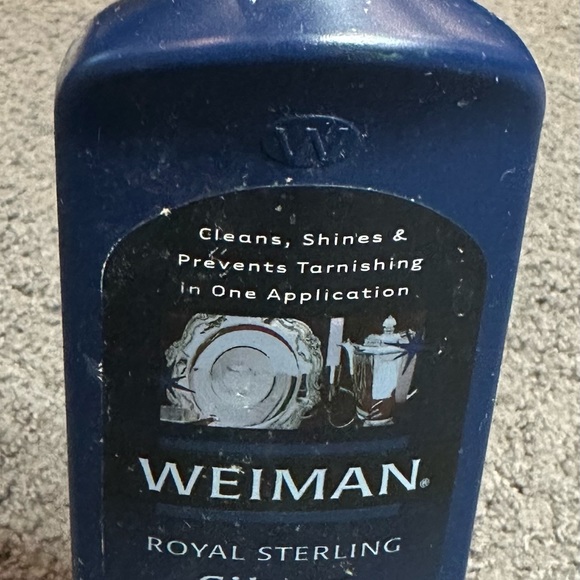 W
Cleans, Shines &
Prevents Tarnishing
in One Application
WEIMAN®
ROYAL STERLING